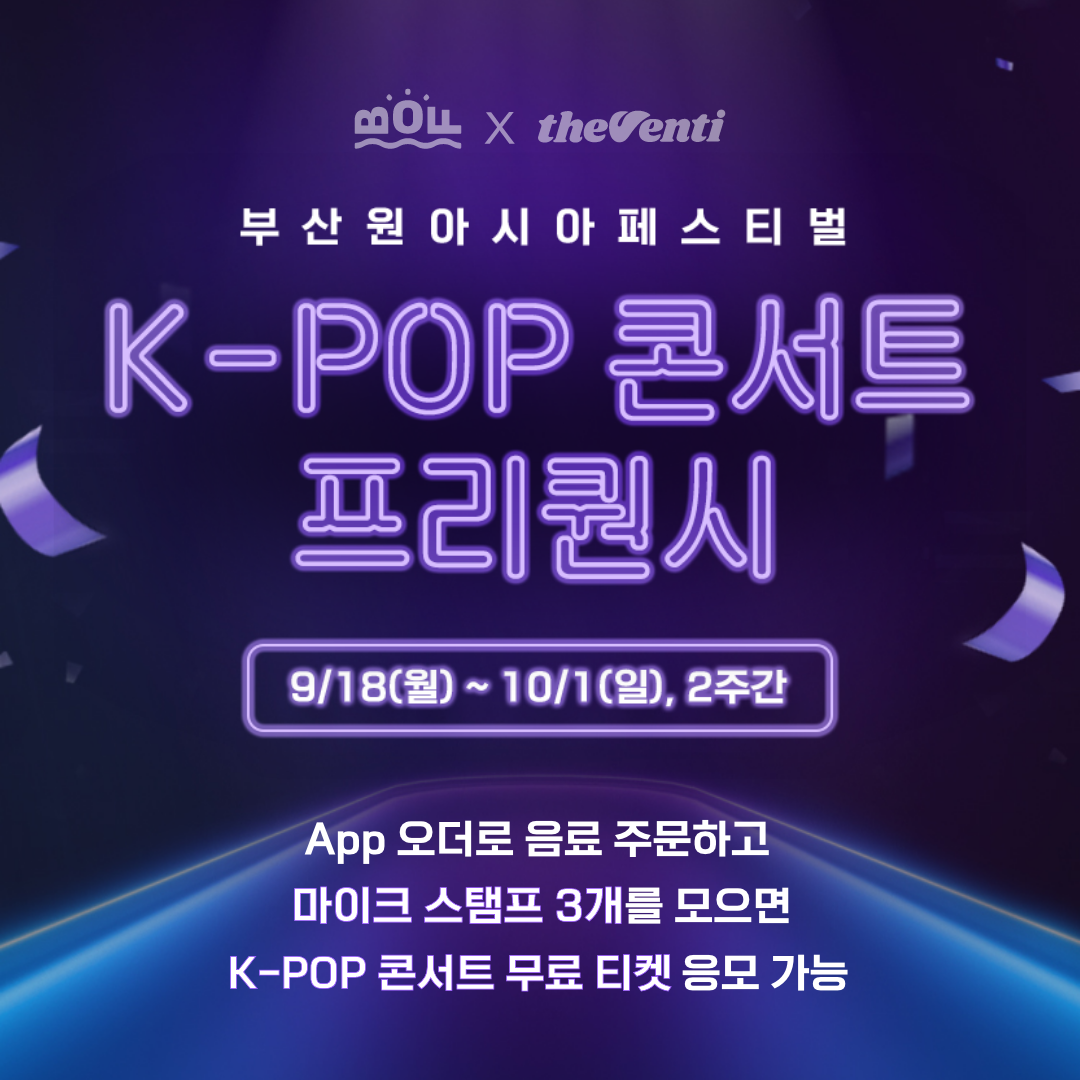 BOF X theVenti
부산원아시아페스티벌
K-POP 콘서트
프리퀀시
9/18(월) ~ 10/1(일), 2주간
App 오더로 음료 주문하고
마이크 스탬프 3개를 모으면
K-POP 콘서트 무료 티켓 응모 가능